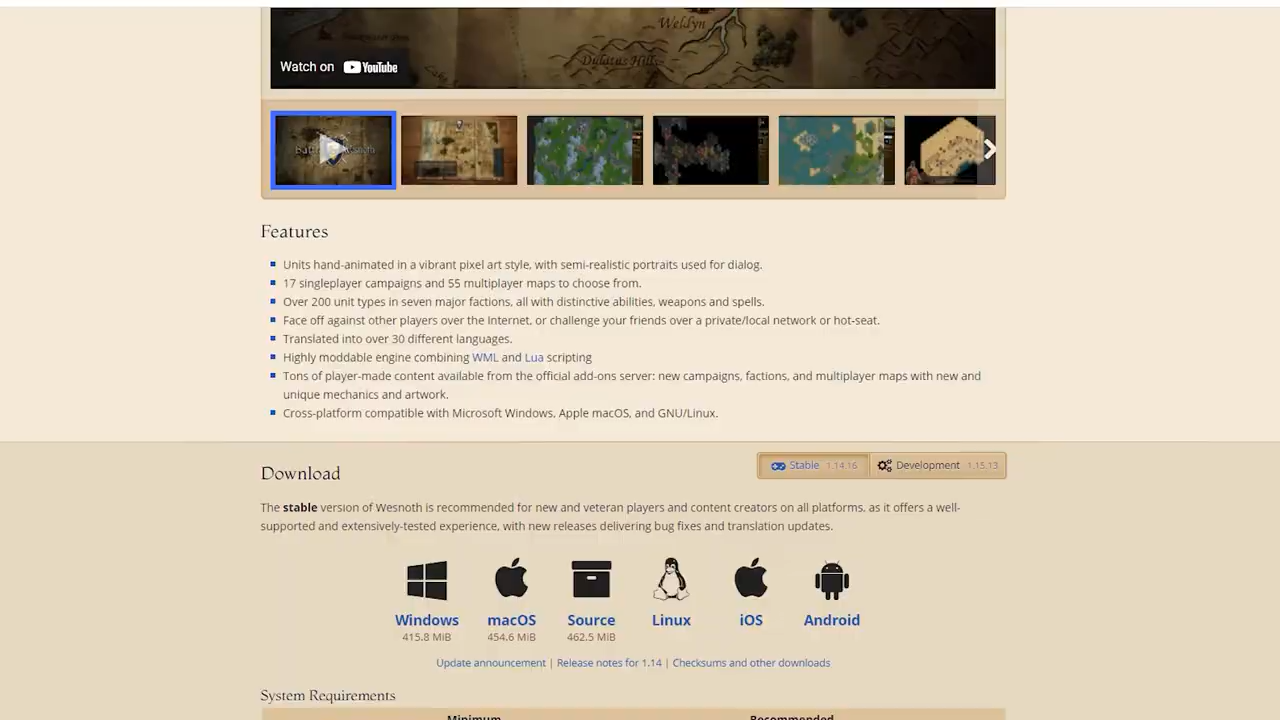 Weldyn
Dulatus Hills
Watch on YouTube
Features
Units hand-animated in a vibrant pixel art style, with semi-realistic portraits used for dialog.
17 singleplayer campaigns and 55 multiplayer maps to choose from.
Over 200 unit types in seven major factions, all with distinctive abilities, weapons and spells.
Face off against other players over the Internet, or challenge your friends over a private/local network or hot-seat.
Translated into over 30 different languages.
Highly moddable engine combining WML and Lua scripting
Tons of player-made content available from the official add-ons server: new campaigns, factions, and multiplayer maps with new and
unique mechanics and artwork.
Cross-platform compatible with Microsoft Windows, Apple macOS, and GNU/Linux.
Download
Stable 1.14.16 Development 1.15.13
The stable version of Wesnoth is recommended for new and veteran players and content creators on all platforms, as it offers a well-
supported and extensively-tested experience, with new releases delivering bug fixes and translation updates.
Windows macOS Source Linux iOS Android
415.8 MiB 454.6 MiB 462.5 MiB
Update announcement | Release notes for 1.14 | Checksums and other downloads
System Requirements
Minimum Recommended